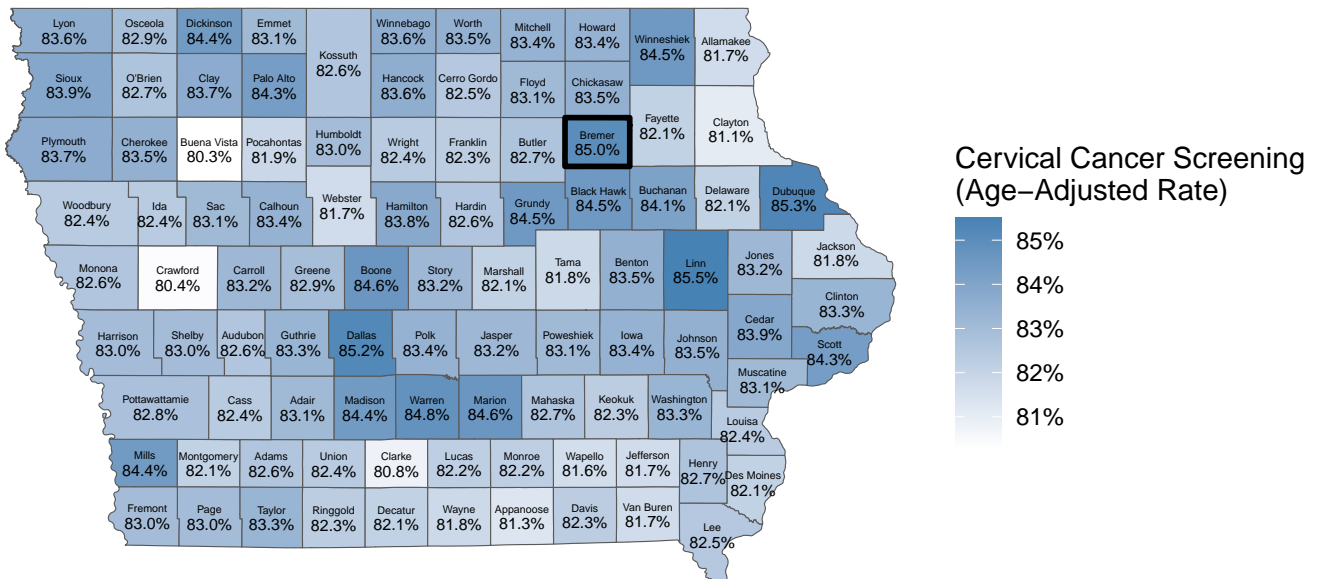 Lyon
83.6%
Osceola
82.9%
Dickinson
84.4%
Emmet
83.1%
Kossuth
82.6%
Winnebago
83.6%
Worth
83.5%
Mitchell
83.4%
Howard
83.4%
Winneshiek
84.5%
Allamakee
81.7%
Sioux
83.9%
O'Brien
82.7%
Clay
83.7%
Palo Alto
84.3%
Hancock
83.6%
Cerro Gordo
82.5%
Floyd
83.1%
Chickasaw
83.5%
Plymouth
83.7%
Cherokee
83.5%
Buena Vista
80.3%
Pocahontas
81.9%
Humboldt
83.0%
Wright
82.4%
Franklin
82.3%
Butler
82.7%
Bremer
85.0%
Fayette
82.1%
Clayton
81.1%
Woodbury
82.4%
Ida
82.4%
Sac
83.1%
Calhoun
83.4%
Webster
81.7%
Hamilton
83.8%
Hardin
82.6%
Grundy
84.5%
Black Hawk
84.5%
Buchanan
84.1%
Delaware
82.1%
Dubuque
85.3%
Monona
82.6%
Crawford
80.4%
Carroll
83.2%
Greene
82.9%
Boone
84.6%
Story
83.2%
Marshall
82.1%
Tama
81.8%
Benton
83.5%
Linn
85.5%
Jones
83.2%
Jackson
81.8%
Clinton
83.3%
Harrison
83.0%
Shelby
83.0%
Audubon
82.6%
Guthrie
83.3%
Dallas
85.2%
Polk
83.4%
Jasper
83.2%
Poweshiek
83.1%
Iowa
83.4%
Johnson
83.5%
Cedar
83.9%
Scott
84.3%
Muscatine
83.1%
Pottawattamie
82.8%
Cass
82.4%
Adair
83.1%
Madison
84.4%
Warren
84.8%
Marion
84.6%
Mahaska
82.7%
Keokuk
82.3%
Washington
83.3%
Louisa
82.4%
Mills
84.4%
Montgomery
82.1%
Adams
82.6%
Union
82.4%
Clarke
80.8%
Lucas
82.2%
Monroe
82.2%
Wapello
81.6%
Jefferson
81.7%
Henry
82.7%
Des Moines
82.1%
Fremont
83.0%
Page
83.0%
Taylor
83.3%
Ringgold
82.3%
Decatur
82.1%
Wayne
81.8%
Appanoose
81.3%
Davis
82.3%
Van Buren
81.7%
Lee
82.5%
Cervical Cancer Screening
(Age−Adjusted Rate)
85%
84%
83%
82%
81%